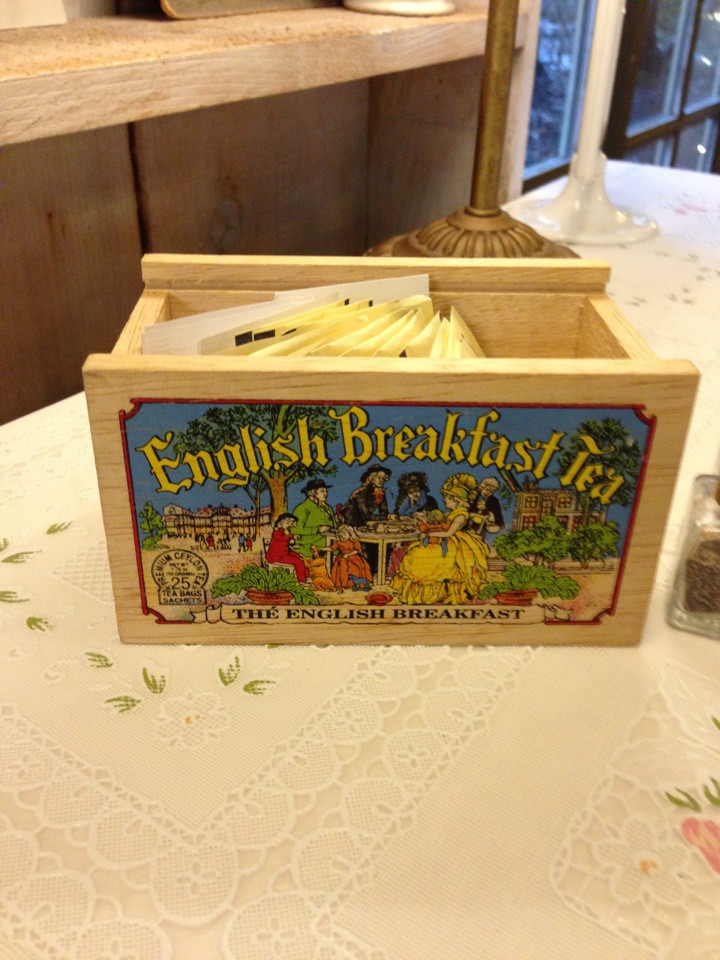 English Breakfast Tea
PREMIUM CEYLON TEA
25
TEA BAGS
SACHETS
THÉ ENGLISH BREAKFAST